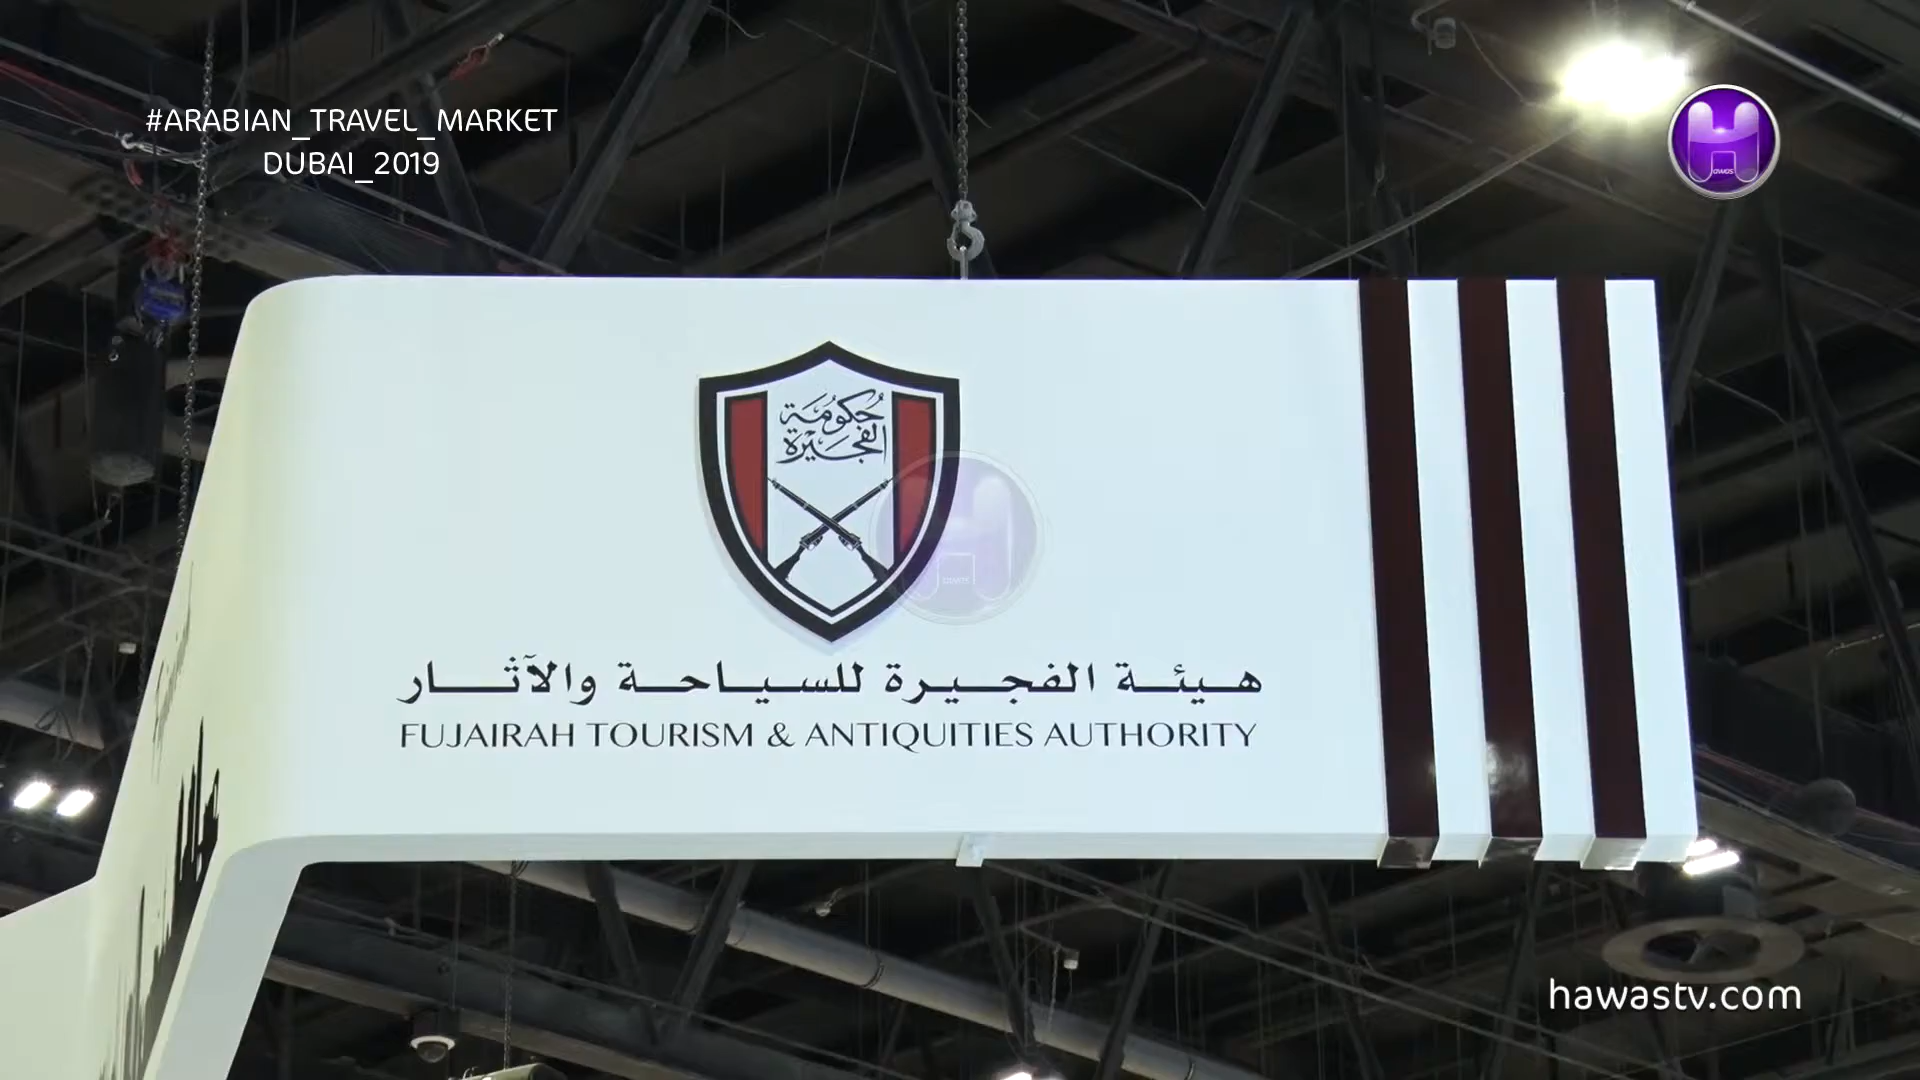 #ARABIAN_TRAVEL_MARKET
DUBAI_2019
حكومة
الفجيرة
هيئة الفجيرة للسياحة والآثار
FUJAIRAH TOURISM & ANTIQUITIES AUTHORITY
hawastv.com